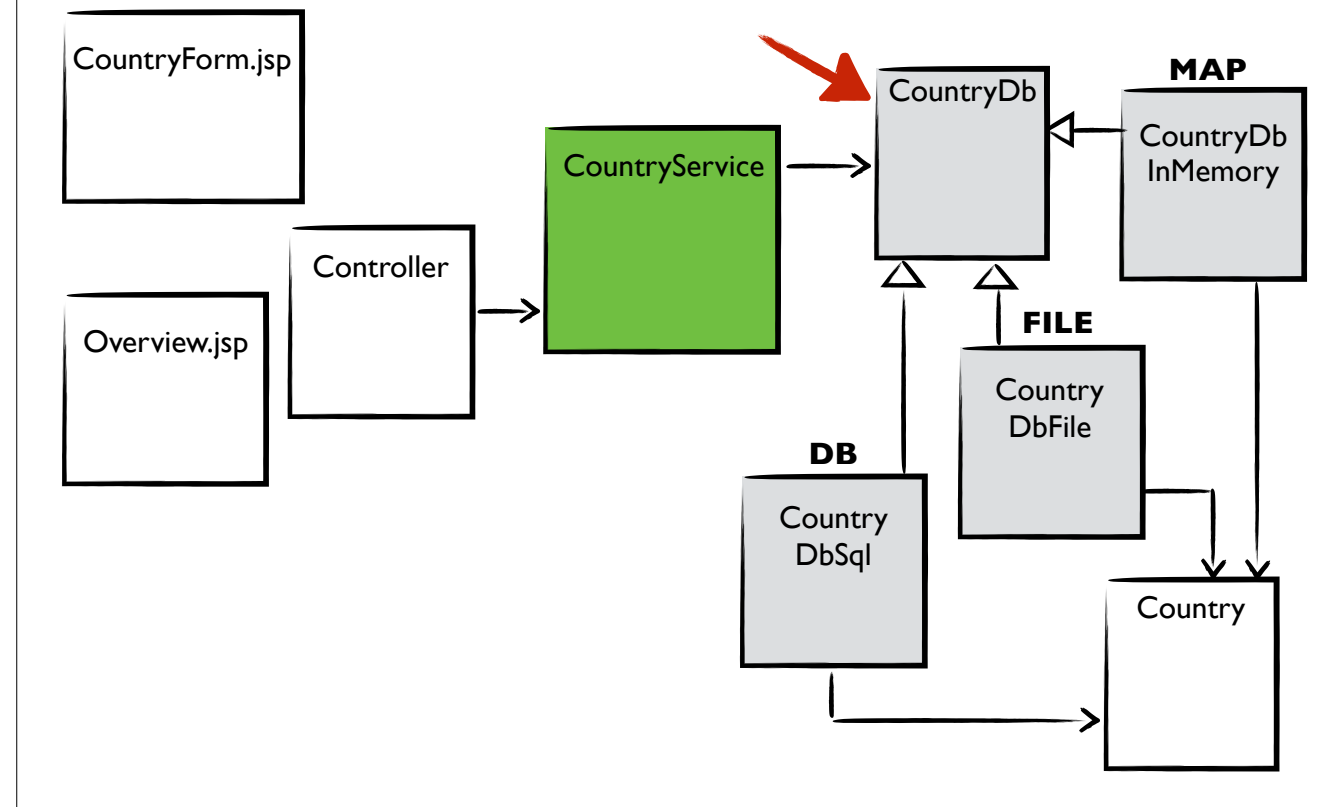 CountryForm.jsp
Overview.jsp
Controller
CountryService
CountryDb
MAP
CountryDb
InMemory
FILE
Country
DbFile
DB
Country
DbSql
Country